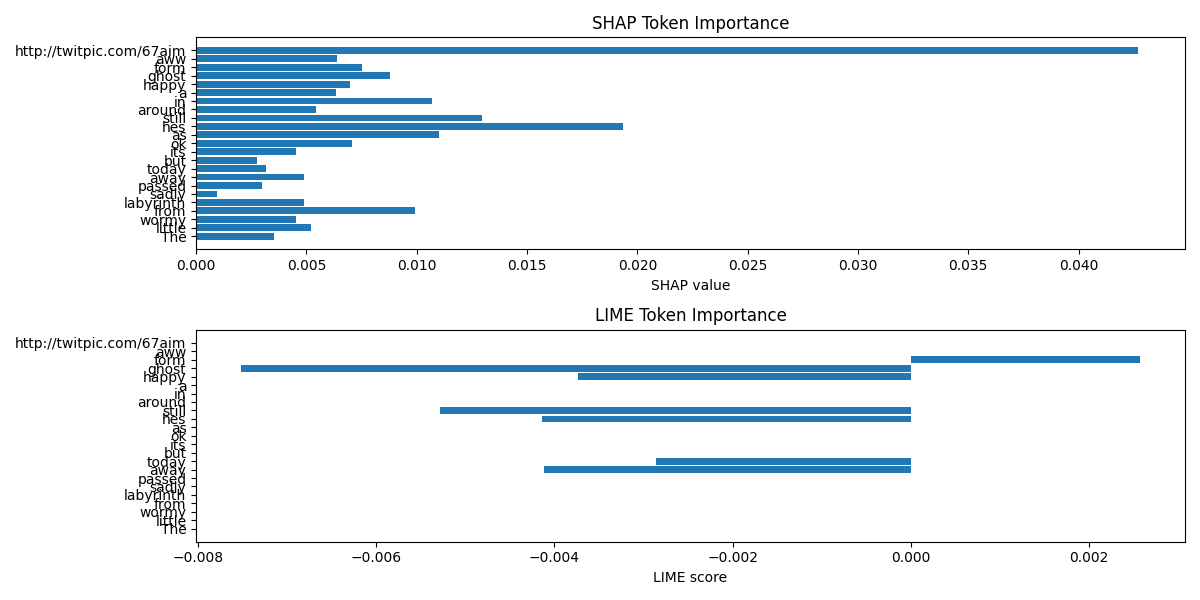 SHAP Token Importance
http://twitpic.com/67aim
aww
form
ghost
happy
a
in
around
still
hes
as
ok
its
but
today
away
passed
sadly
labyrinth
from
wormy
little
The
0.000 0.005 0.010 0.015 0.020 0.025 0.030 0.035 0.040
SHAP value
LIME Token Importance
http://twitpic.com/67aim
aww
form
ghost
happy
a
in
around
still
hes
as
ok
its
but
today
away
passed
sadly
labyrinth
from
wormy
little
The
−0.008 −0.006 −0.004 −0.002 0.000 0.002
LIME score